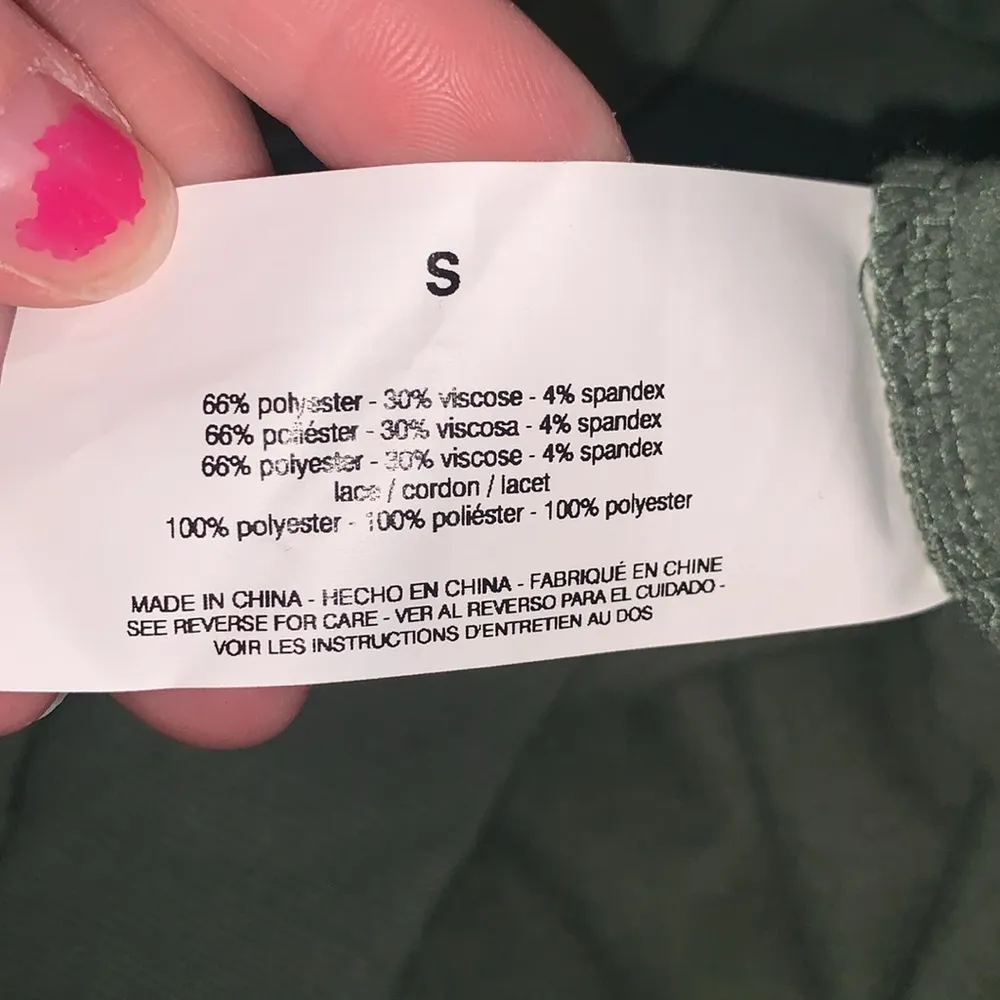 S
66% polyester - 30% viscose - 4% spandex
66% poliéster - 30% viscosa - 4% spandex
66% polyester - 30% viscose - 4% spandex
lace / cordon / lacet
100% polyester - 100% poliéster - 100% polyester
MADE IN CHINA - HECHO EN CHINA - FABRIQUÉ EN CHINE
SEE REVERSE FOR CARE - VER AL REVERSO PARA EL CUIDADO -
VOIR LES INSTRUCTIONS D'ENTRETIEN AU DOS